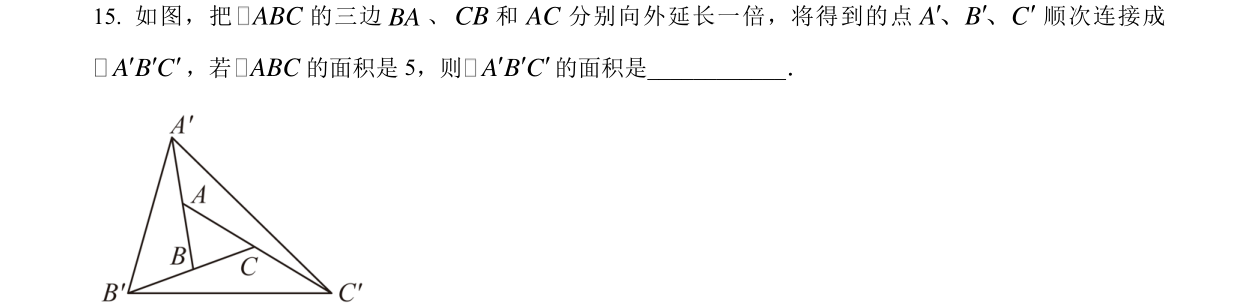 15. 如图，把□ABC 的三边 BA 、 CB 和 AC 分别向外延长一倍，将得到的点 A′、B′、C′ 顺次连接成
□A′B′C′，若□ABC 的面积是 5，则□A′B′C′ 的面积是____________．
A′
A
B
C
B′
C′